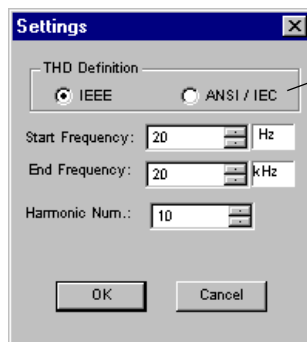 Settings
THD Definition
IEEE ANSI / IEC
Start Frequency: 20 Hz
End Frequency: 20 kHz
Harmonic Num.: 10
OK Cancel